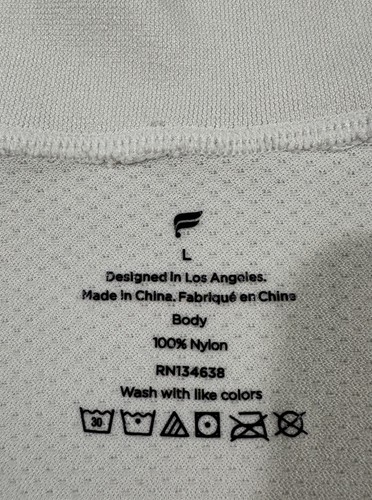 L
Designed in Los Angeles.
Made in China. Fabriqué en Chine
Body
100% Nylon
RN134638
Wash with like colors
30